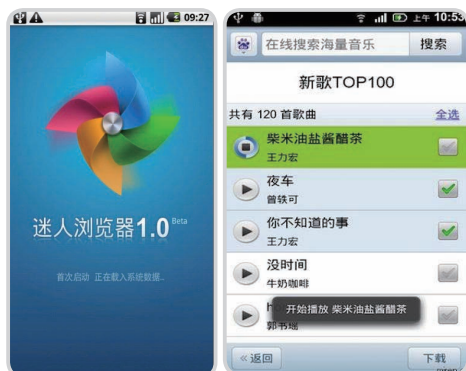 09:27
迷人浏览器1.0 Beta
首次启动 正在载入系统数据..
上午 10:53
在线搜索海量音乐
搜索
新歌TOP100
共有 120 首歌曲
全选
柴米油盐酱醋茶
王力宏
夜车
曾轶可
你不知道的事
王力宏
没时间
牛奶咖啡
开始播放 柴米油盐酱醋茶
郭书瑶
«返回
下载